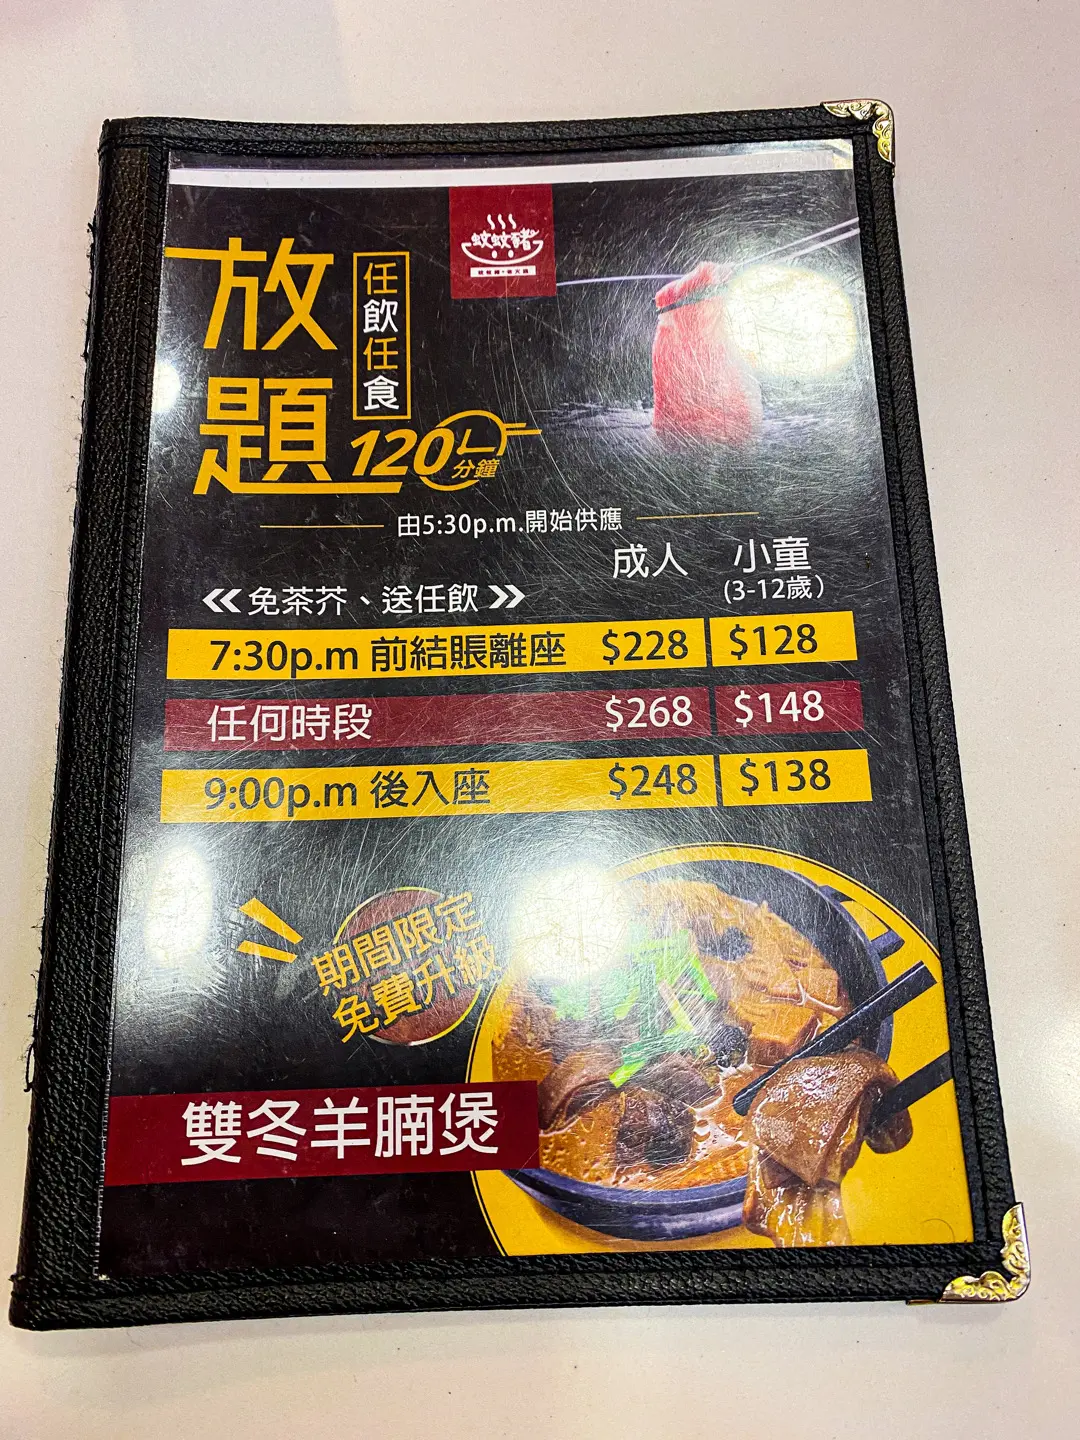 蚊蚊豬
放題
任飲任食
120分鐘
由5:30p.m.開始供應
成人 小童
(3-12歲)
《免茶芥、送任飲》
7:30p.m 前結賬離座 $228 $128
任何時段 $268 $148
9:00p.m 後入座 $248 $138
期間限定
免費升級
雙冬羊腩煲